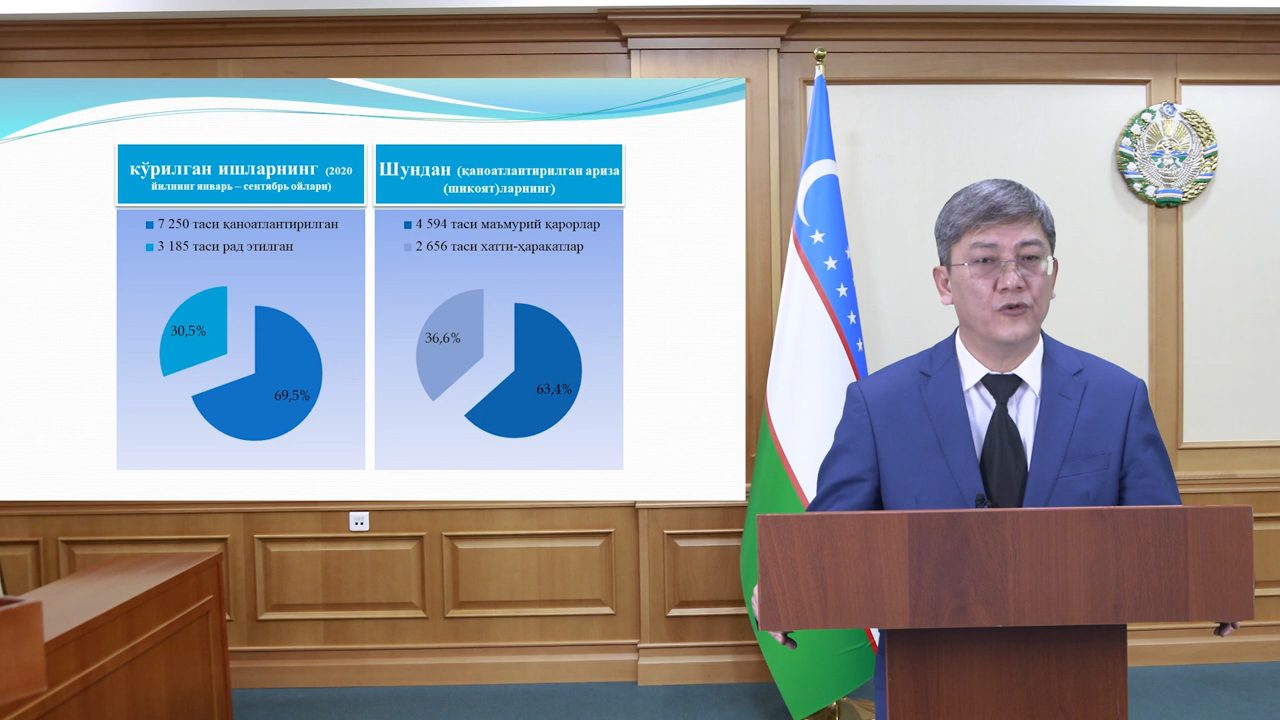 кўрилган ишларнинг (2020
йилнинг январь – сентябрь ойлари)
7 250 таси қаноатлантирилган
3 185 таси рад этилган
30,5%
69,5%
Шундан (қаноатлантирилган ариза
(шикоят)ларнинг)
4 594 таси маъмурий қарорлар
2 656 таси хатти-ҳаракатлар
36,6%
63,4%